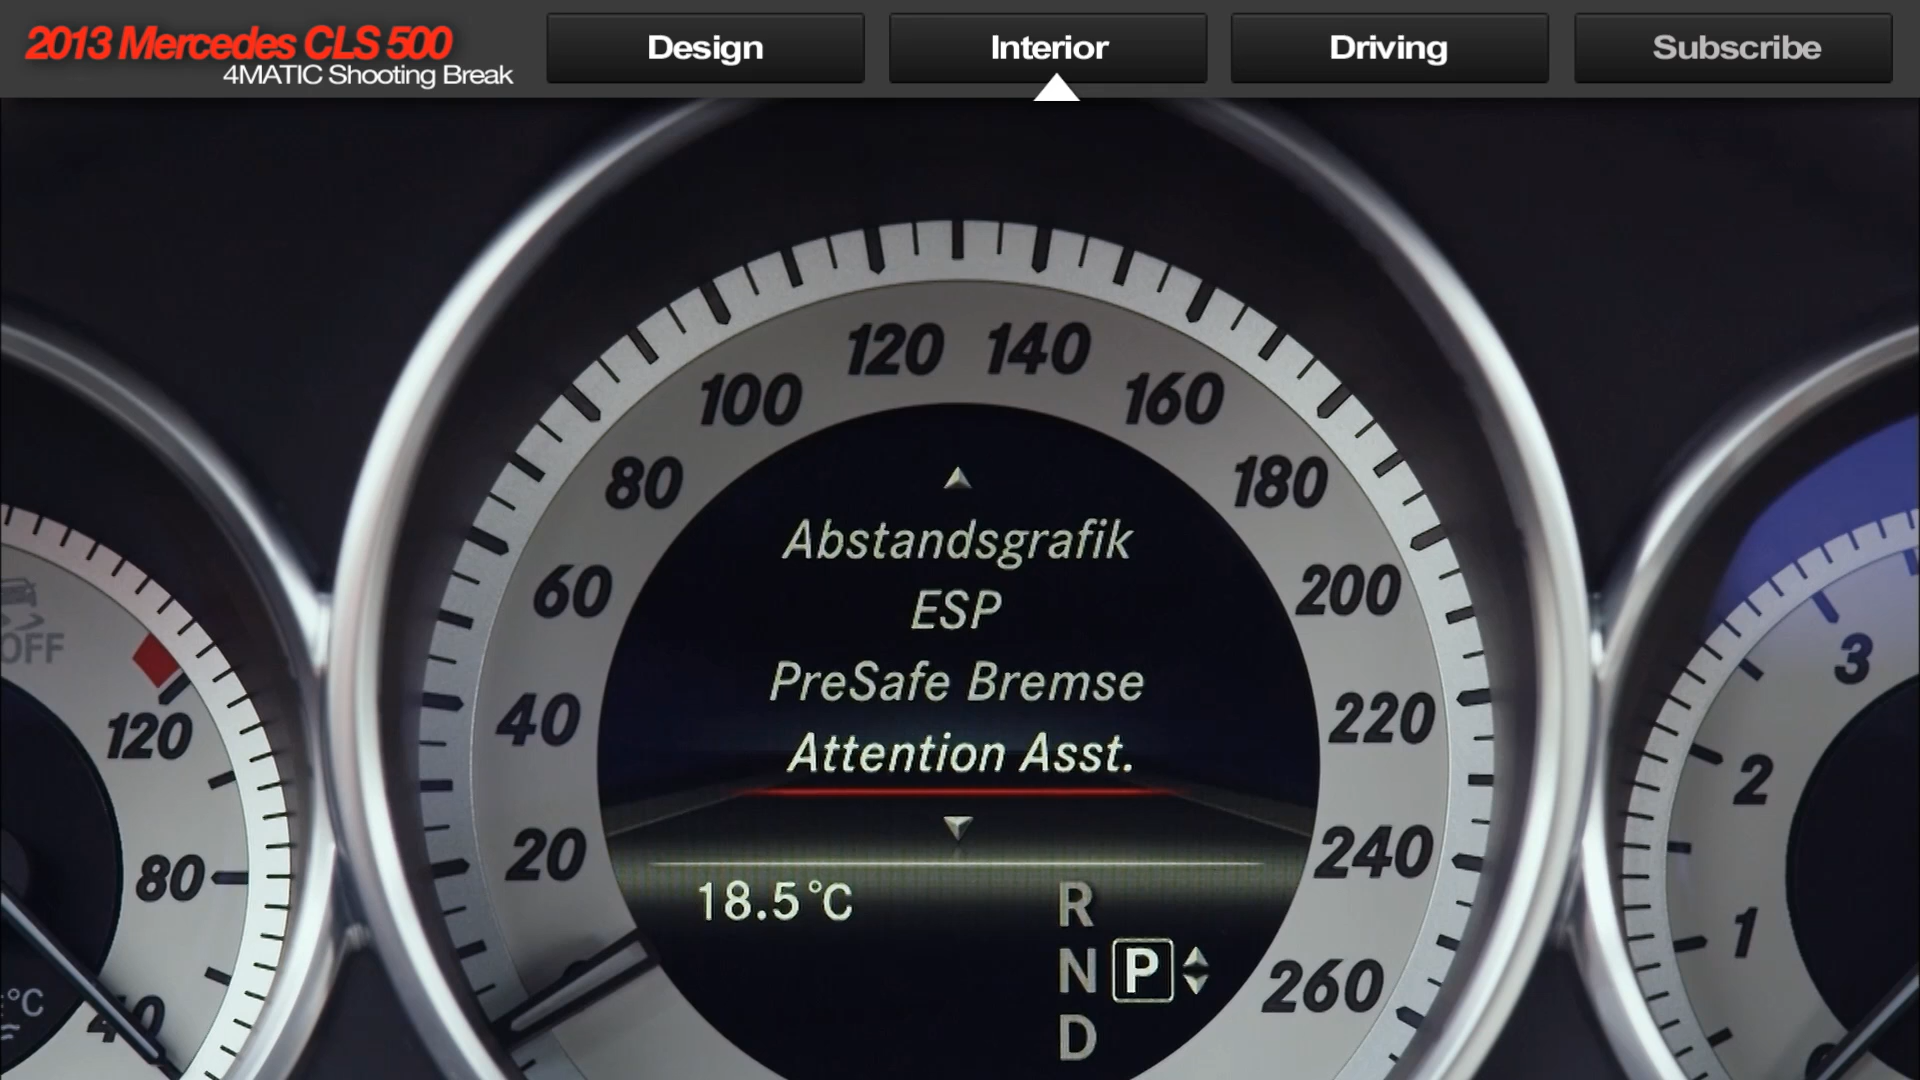 2013 Mercedes CLS 500
4MATIC Shooting Break
Design
Interior
Driving
Subscribe
120 140
100 160
80 180
60 200
40 220
20 240
260
Abstandsgrafik
ESP
PreSafe Bremse
Attention Asst.
18.5°C
R
N P
D
OFF
120
80
40
°C
3
2
1